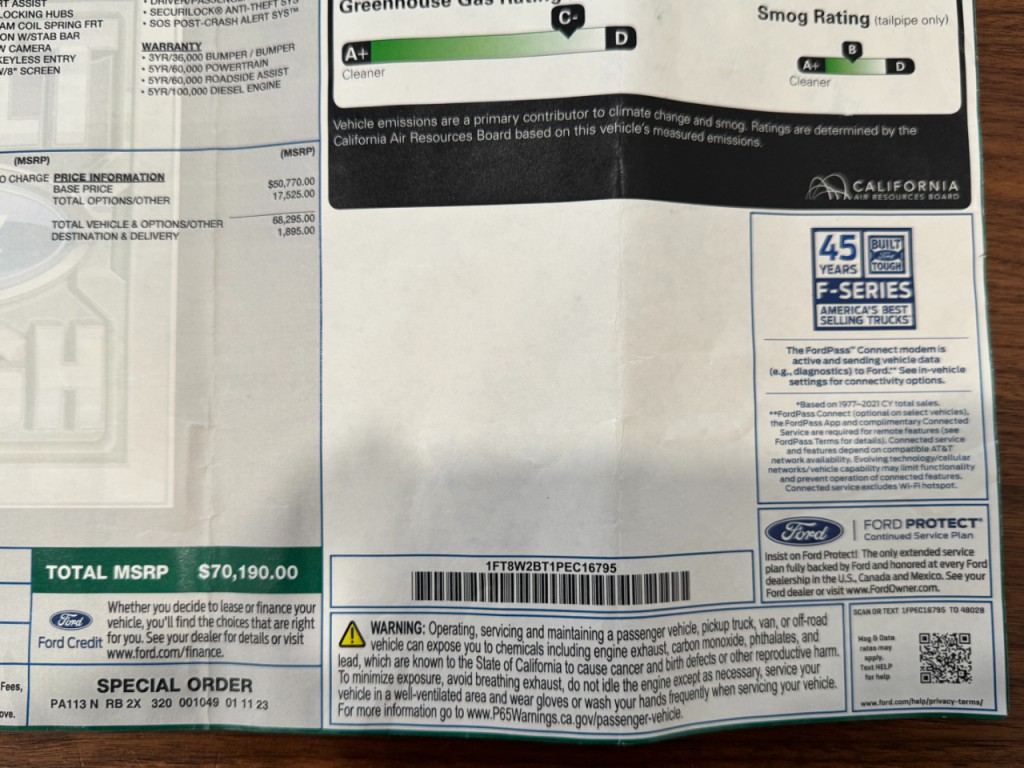 RT ASSIST
LOCKING HUBS
AM COIL SPRING FRT
ON W/STAB BAR
W CAMERA
KEYLESS ENTRY
W/8" SCREEN
• SECURILOCK® ANTI-THEFT SYS
• SOS POST-CRASH ALERT SYS™
WARRANTY
• 3YR/36,000 BUMPER / BUMPER
• 5YR/60,000 POWERTRAIN
• 5YR/60,000 ROADSIDE ASSIST
• 5YR/100,000 DIESEL ENGINE
(MSRP)
(MSRP)
O CHARGE PRICE INFORMATION
BASE PRICE $50,770.00
TOTAL OPTIONS/OTHER 17,525.00
TOTAL VEHICLE & OPTIONS/OTHER 68,295.00
DESTINATION & DELIVERY 1,895.00
TOTAL MSRP $70,190.00
Ford
Ford Credit
Whether you decide to lease or finance your
vehicle, you'll find the choices that are right
for you. See your dealer for details or visit
www.ford.com/finance.
Fees,
ove.
SPECIAL ORDER
PA113 N RB 2X 320 001049 01 11 23
Greenhouse Gas Rating
C-
A+
D
Cleaner
Smog Rating (tailpipe only)
B
A+
D
Cleaner
Vehicle emissions are a primary contributor to climate change and smog. Ratings are determined by the
California Air Resources Board based on this vehicle's measured emissions.
CALIFORNIA
AIR RESOURCES BOARD
45
YEARS
BUILT
Ford
TOUGH
F-SERIES
AMERICA'S BEST
SELLING TRUCKS*
The FordPass™ Connect modem is
active and sending vehicle data
(e.g., diagnostics) to Ford.** See in-vehicle
settings for connectivity options.
*Based on 1977–2021 CY total sales.
**FordPass Connect (optional on select vehicles),
the FordPass App and complimentary Connected
Service are required for remote features (see
FordPass Terms for details). Connected service
and features depend on compatible AT&T
network availability. Evolving technology/cellular
networks/vehicle capability may limit functionality
and prevent operation of connected features.
Connected service excludes Wi-Fi hotspot.
Ford
FORD PROTECT®
Continued Service Plan
Insist on Ford Protect! The only extended service
plan fully backed by Ford and honored at every Ford
dealership in the U.S., Canada and Mexico. See your
Ford dealer or visit www.FordOwner.com.
1FT8W2BT1PEC16795
WARNING: Operating, servicing and maintaining a passenger vehicle, pickup truck, van, or off-road
vehicle can expose you to chemicals including engine exhaust, carbon monoxide, phthalates, and
lead, which are known to the State of California to cause cancer and birth defects or other reproductive harm.
To minimize exposure, avoid breathing exhaust, do not idle the engine except as necessary, service your
vehicle in a well-ventilated area and wear gloves or wash your hands frequently when servicing your vehicle.
For more information go to www.P65Warnings.ca.gov/passenger-vehicle.
SCAN OR TEXT 1FPEC16795 TO 48028
Msg & Data
rates may
apply.
Text HELP
for help
www.ford.com/help/privacy-terms/